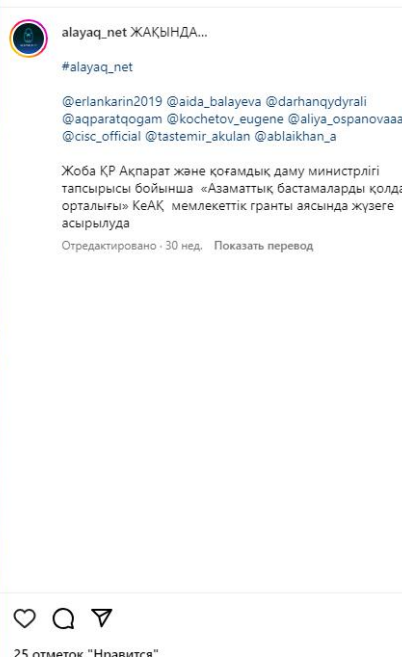 alayaq_net ЖАҚЫНДА...
#alayaq_net
@erlankarin2019 @aida_balayeva @darhanqydyrali
@aqparatqogam @kochetov_eugene @aliya_ospanovaaa
@cisc_official @tastemir_akulan @ablaikhan_a
Жоба ҚР Ақпарат және қоғамдық даму министрлігі
тапсырысы бойынша «Азаматтық бастамаларды
орталығы» КеАҚ мемлекеттік гранты аясында жүзеге
асырылуда
Отредактировано · 30 нед. Показать перевод
25 отметок "Нравится"